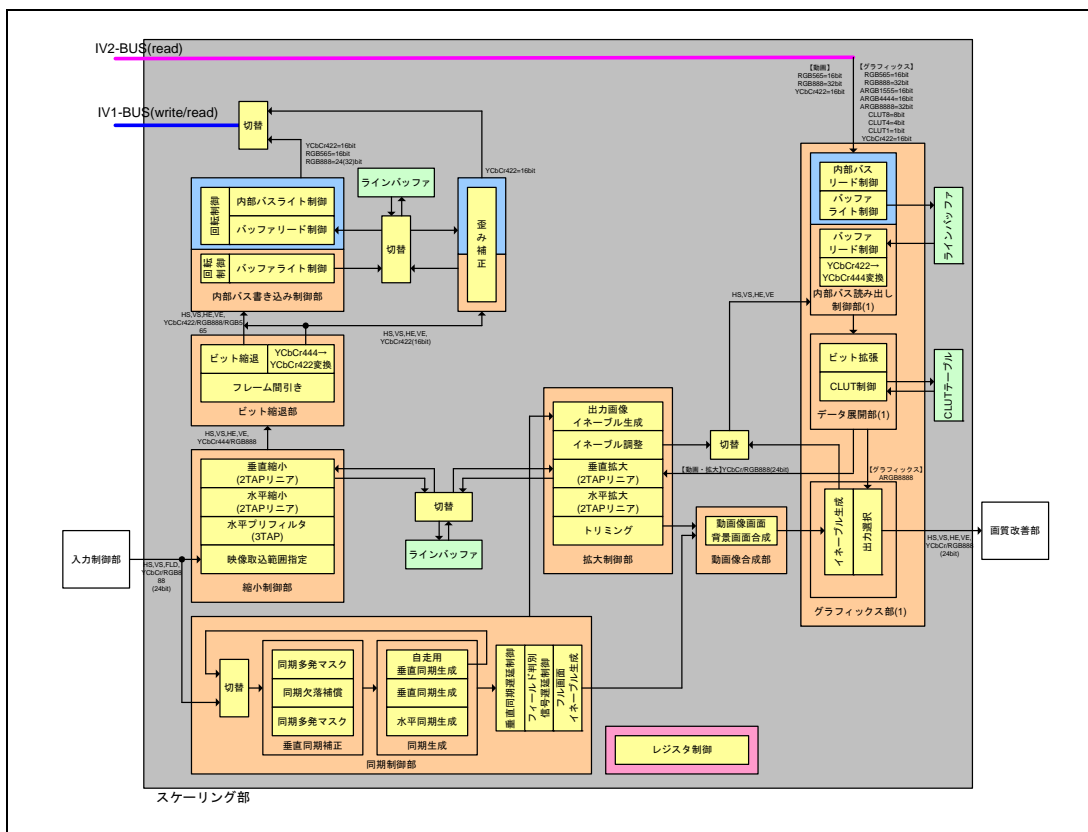 IV2-BUS(read)
IV1-BUS(write/read)
切替
【動画】
RGB565=16bit
RGB888=32bit
YCbCr422=16bit
【グラフィックス】
RGB565=16bit
RGB888=32bit
ARGB1555=16bit
ARGB4444=16bit
ARGB8888=32bit
CLUT8=8bit
CLUT4=4bit
CLUT1=1bit
YCbCr422=16bit
YCbCr422=16bit
RGB565=16bit
RGB888=24(32)bit
YCbCr422=16bit
ラインバッファ
回転制御
内部バスライト制御
バッファリード制御
切替
歪み補正
回転制御
バッファライト制御
内部バス書き込み制御部
内部バス
リード制御
バッファ
ライト制御
ラインバッファ
バッファ
リード制御
YCbCr422→
YCbCr444変換
内部バス読み出し
制御部(1)
HS,VS,HE,VE
HS,VS,HE,VE,
YCbCr422/RGB888/RGB5
65
HS,VS,HE,VE,
YCbCr422(16bit)
ビット縮退
YCbCr444→
YCbCr422変換
フレーム間引き
ビット縮退部
ビット拡張
CLUT制御
データ展開部(1)
CLUTテーブル
HS,VS,HE,VE,
YCbCr444/RGB888
垂直縮小
(2TAPリニア)
水平縮小
(2TAPリニア)
水平プリフィルタ
(3TAP)
映像取込範囲指定
縮小制御部
切替
ラインバッファ
出力画像
イネーブル生成
イネーブル調整
垂直拡大
(2TAPリニア)
水平拡大
(2TAPリニア)
トリミング
拡大制御部
切替
【動画・拡大】YCbCr/RGB888(24bit)
【グラフィックス】
ARGB8888
動画像画面
背景画面合成
動画像合成部
イネーブル生成
出力選択
グラフィックス部(1)
HS,VS,HE,VE,
YCbCr/RGB888
(24bit)
画質改善部
入力制御部
HS,VS,FLD,
YCbCr/RGB8
88
(24bit)
切替
同期多発マスク
同期欠落補償
同期多発マスク
垂直同期補正
自走用
垂直同期生成
垂直同期生成
水平同期生成
同期生成
垂直同期遅延制御
フィールド判別
信号遅延制御
フル画面
イネーブル生成
同期制御部
レジスタ制御
スケーリング部